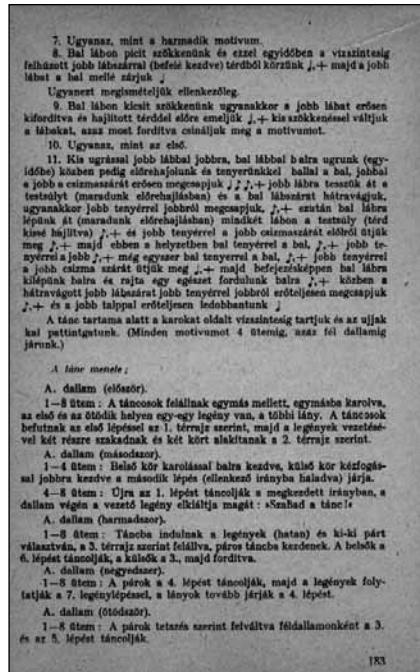 7. Ugyanaz, mint a harmadik motivum.
8. Bal lábon picit szökkenünk és ezzel egyidőben a vizszintesig
felhúzott jobb lábszárral (befelé kezdve) térdből körzünk ♩,+ majd a jobb
lábat a bal mellé zárjuk ♩
Ugyanezt megismételjük ellenkezőleg.
9. Bal lábon kicsit szökkenünk ugyanakkor a jobb lábat erősen
kifordítva és hajlított térddel előre emeljük ♩,+ kis szökkenéssel váltjuk
a lábakat, azaz most fordítva csináljuk meg a motivumot.
10. Ugyanaz, mint az első.
11. Kis ugrással jobb lábbal jobbra, bal lábbal balra ugrunk (egy-
időbe) közben pedig előrehajolunk és tenyerünkkel ballal a bal, jobbal
a jobb a csizmaszárát erősen megcsapjuk ♪♪♪,+ jobb lábra tesszük át a
testsúlyt (maradunk előrehajlásban) és a bal lábszárat hátravágjuk,
ugyanakkor jobb tenyérrel jobbról megcsapjuk, ♪,+ ezután bal lábra
lépünk át (maradunk előrehajlásban) mindkét lábon a testsúly (térd
kissé hajlítva) ♪,+ és jobb tenyérrel a jobb csizmaszárát elölről ütjük
meg ♪,+ majd ebben a helyzetben bal tenyérrel a bal, ♪,+ jobb te-
nyérrel a jobb ♪,+ még egyszer bal tenyerrel a bal, ♪,+ jobb tenyérrel
a jobb csizma szárát ütjük meg ♪,+ majd befejezésképpen bal lábra
kilépünk balra és rajta egy egészet fordulunk balra ♪,+ közben a
hátravágott jobb lábszárat jobb tenyérrel jobbról erőteljesen megcsapjuk
♪,+ és a jobb talppal erőteljesen ledobbantunk ♩
A tánc tartama alatt a karokat oldalt vizszintesig tartjuk és az ujjak
kal pattintgatunk. (Minden motivumot 4 ütemig, azaz fél dallamig
járunk.)
A tánc menete;
A. dallam (először).
1—8 ütem: A táncosok felállnak egymás mellett, egymásba karolva,
az első és az ötödik helyen egy-egy legény van, a többi lány. A táncosok
befutnak az első lépéssel az 1. térrajz szerint, majd a legények vezetésé-
vel két részre szakadnak és két kört alakítanak a 2. térrajz szerint.
A. dallam (másodszor).
1—4 ütem: Belső kör karolással balra kezdve, külső kör kézfogás-
sal jobbra kezdve a második lépés (ellenkező irányba haladva) járja.
4—8 ütem: Újra az 1. lépést táncolják a megkezdett irányban, a
dallam végén a vezető legény elkiáltja magát: »Szabad a tánc!«
A. dallam (harmadszor).
1—8 ütem: Táncba indulnak a legények (hatan) és ki-ki párt
választván, a 3. térrajz szerint felállva, páros táncba kezdenek. A belsők a
6. lépést táncolják, a külsők a 3., majd fordítva.
A. dallam (negyedszer).
1—8 ütem: A párok a 4. lépést táncolják, majd a legények foly-
tatják a 7. legénylépéssel, a lányok tovább járják a 4. lépést.
A. dallam (ötödször).
1—8 ütem: A párok tetszés szerint felváltva féldallamonként a 3.
és az 5. lépést táncolják.
183